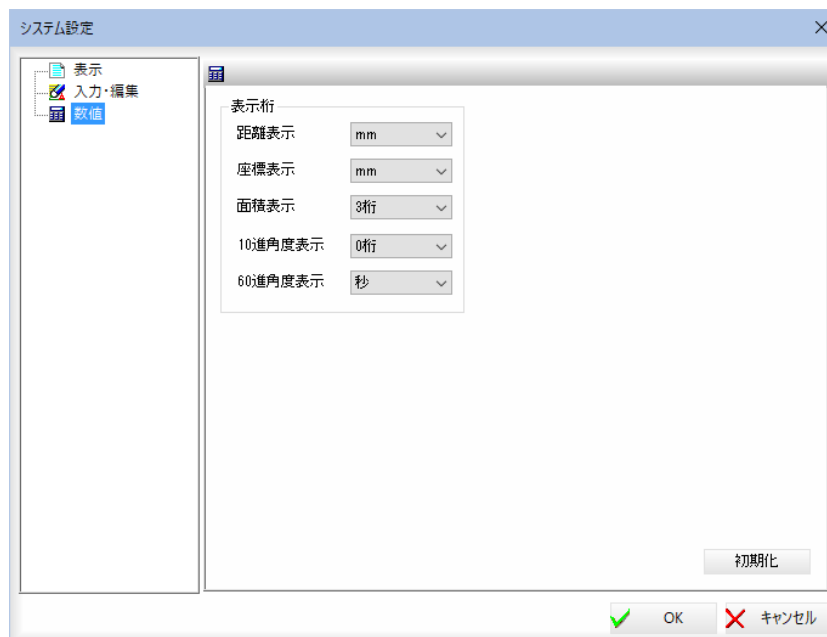 システム設定
表示
入力・編集
数値
表示桁
距離表示 mm
座標表示 mm
面積表示 3桁
10進角度表示 0桁
60進角度表示 秒
初期化
OK キャンセル